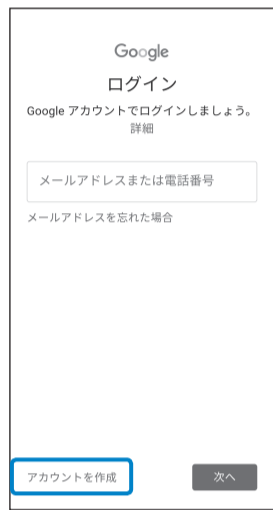 Google
ログイン
Google アカウントでログインしましょう。
詳細
メールアドレスまたは電話番号
メールアドレスを忘れた場合
アカウントを作成
次へ